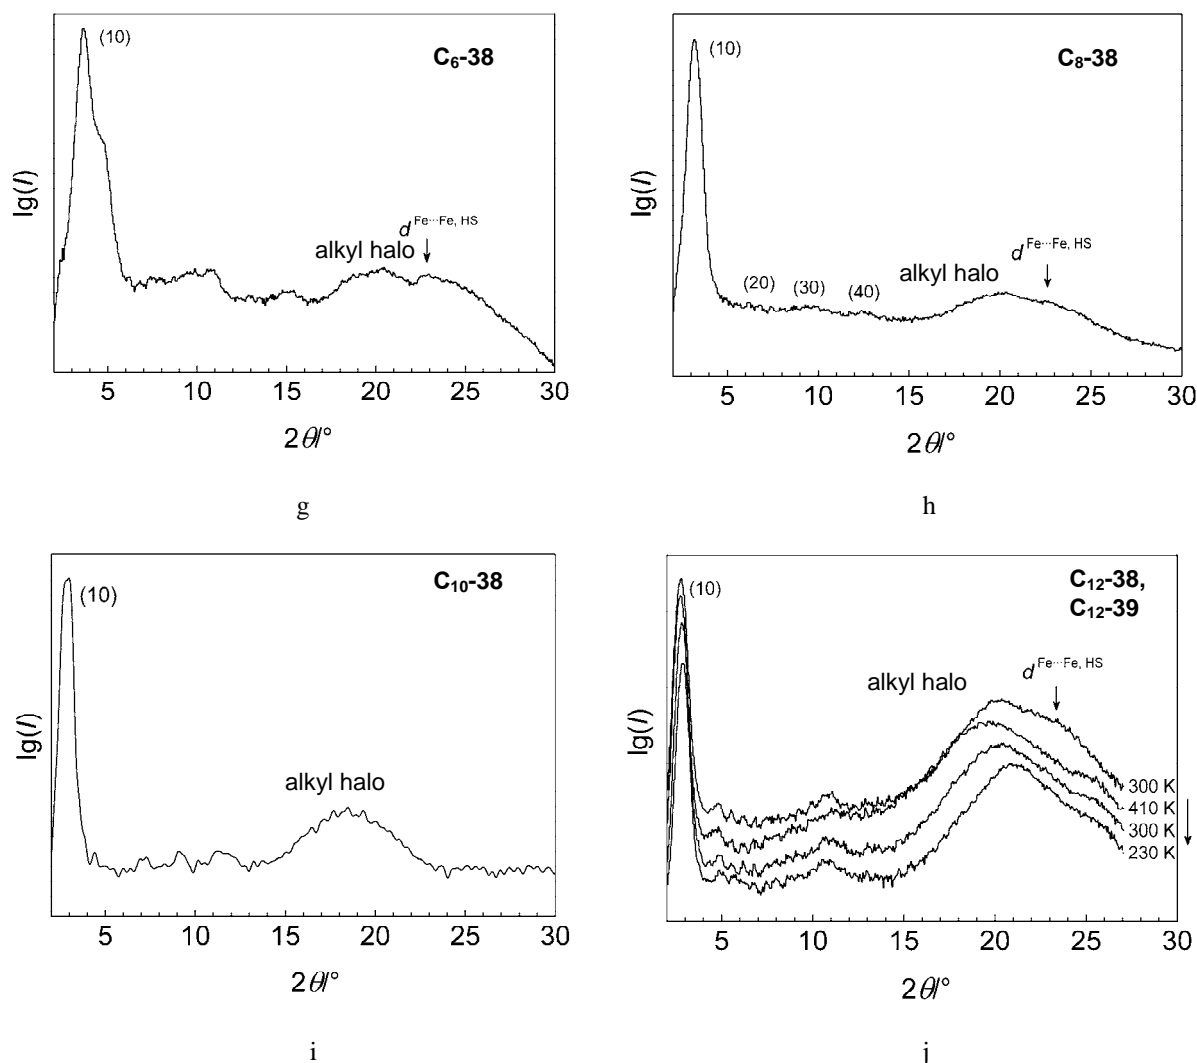 (10)
C6-38
lg(I)
d Fe···Fe, HS
alkyl halo
5 10 15 20 25 30
2θ/°
g
(10)
C8-38
lg(I)
d Fe···Fe, HS
alkyl halo
(20) (30) (40)
5 10 15 20 25 30
2θ/°
h
(10)
C10-38
lg(I)
alkyl halo
5 10 15 20 25 30
2θ/°
i
(10)
C12-38,
C12-39
lg(I)
d Fe···Fe, HS
alkyl halo
300 K
410 K
300 K
230 K
5 10 15 20 25 30
2θ/°
j